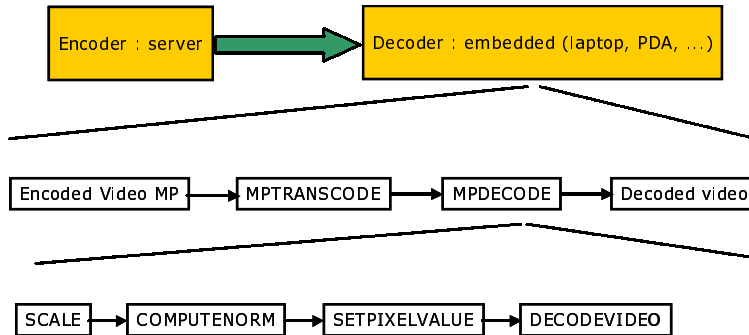 Encoder : server
Decoder : embedded (laptop, PDA, ...)
Encoded Video MP
MPTRANSCODE
MPDECODE
Decoded video
SCALE
COMPUTENORM
SETPIXELVALUE
DECODEVIDEO